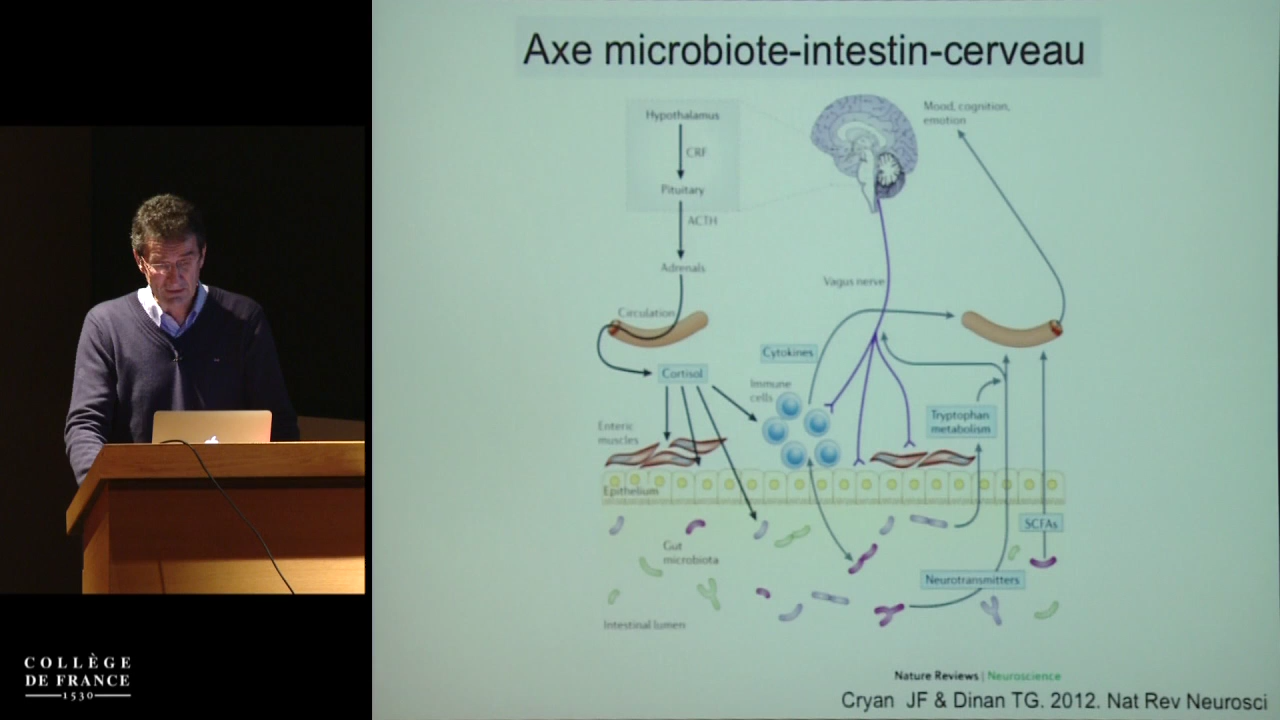 Axe microbiote-intestin-cerveau
Hypothalamus
CRF
Pituitary
ACTH
Adrenals
Circulation
Cortisol
Mood, cognition,
emotion
Vagus nerve
Cytokines
Immune
cells
Enteric
muscles
Tryptophan
metabolism
Epithelium
SCFAs
Gut
microbiota
Neurotransmitters
Intestinal lumen
Nature Reviews | Neuroscience
Cryan JF & Dinan TG. 2012. Nat Rev Neurosci
COLLÈGE
DE FRANCE
1530